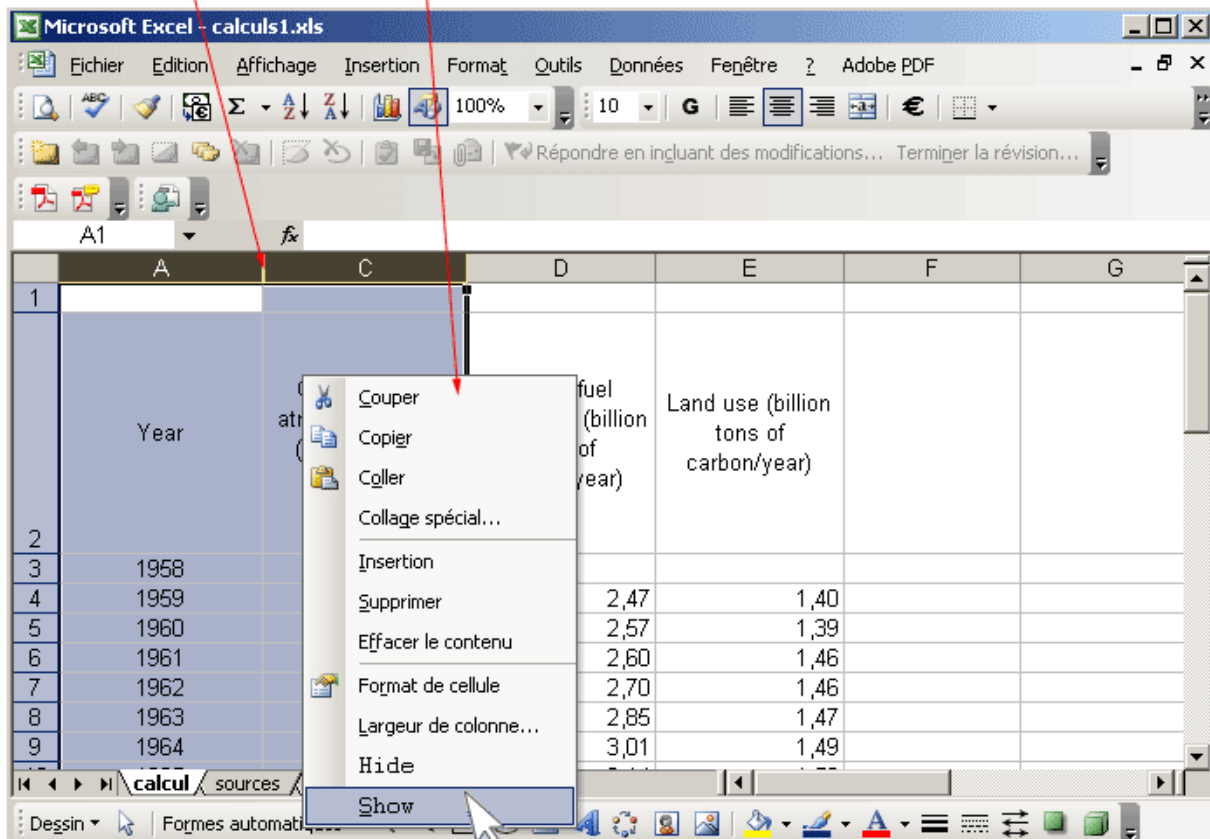 Microsoft Excel - calculs1.xls
Fichier Edition Affichage Insertion Format Outils Données Fenêtre ? Adobe PDF
ABC Σ A Z Z A 100% 10 G €
Répondre en incluant des modifications... Terminer la révision...
A1 fx
A C D E F G
1
2 Year fuel (billion of year) Land use (billion tons of carbon/year)
3 1958
4 1959 2,47 1,40
5 1960 2,57 1,39
6 1961 2,60 1,46
7 1962 2,70 1,46
8 1963 2,85 1,47
9 1964 3,01 1,49
Couper
Copier
Coller
Collage spécial...
Insertion
Supprimer
Effacer le contenu
Format de cellule
Largeur de colonne...
Hide
Show
calcul sources
Dessin Formes A